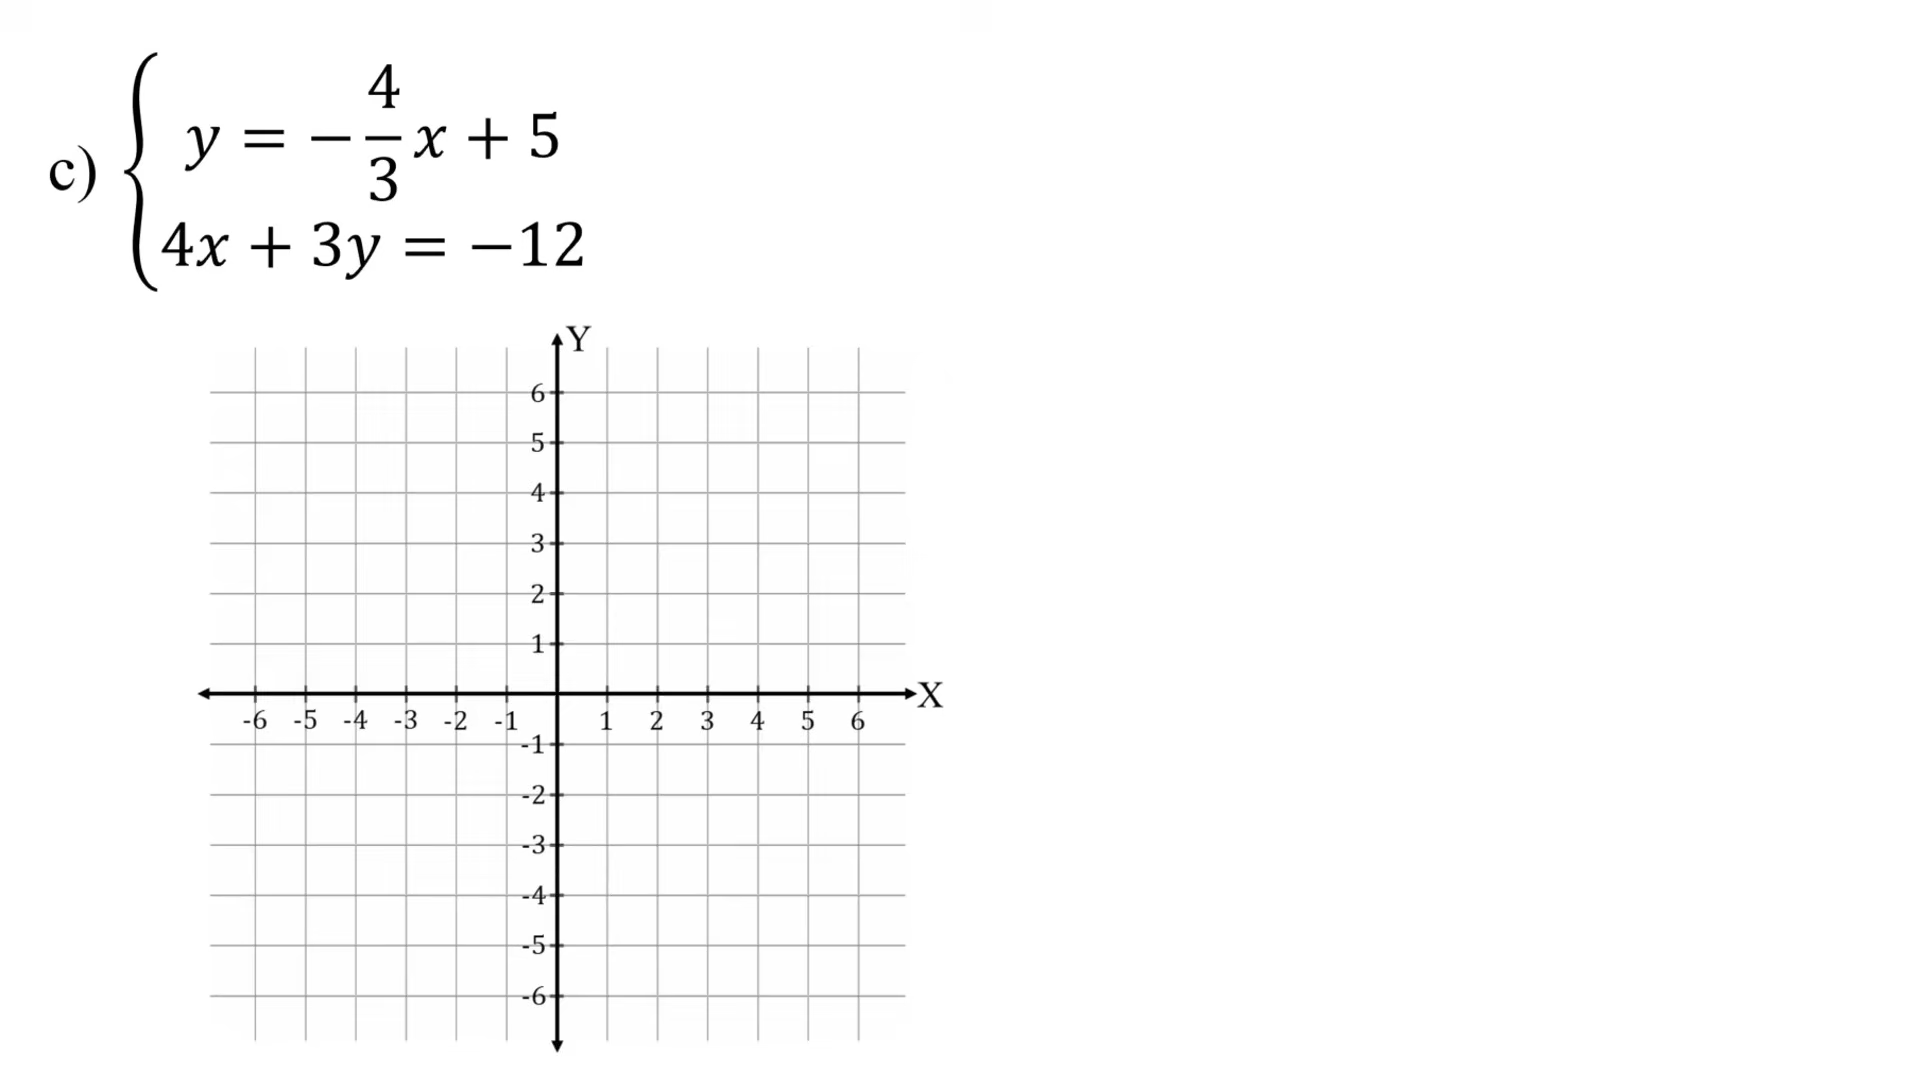 c) { y = −4/3 x + 5
4x + 3y = −12
Y
6
5
4
3
2
1
X
-6 -5 -4 -3 -2 -1 1 2 3 4 5 6
-1
-2
-3
-4
-5
-6